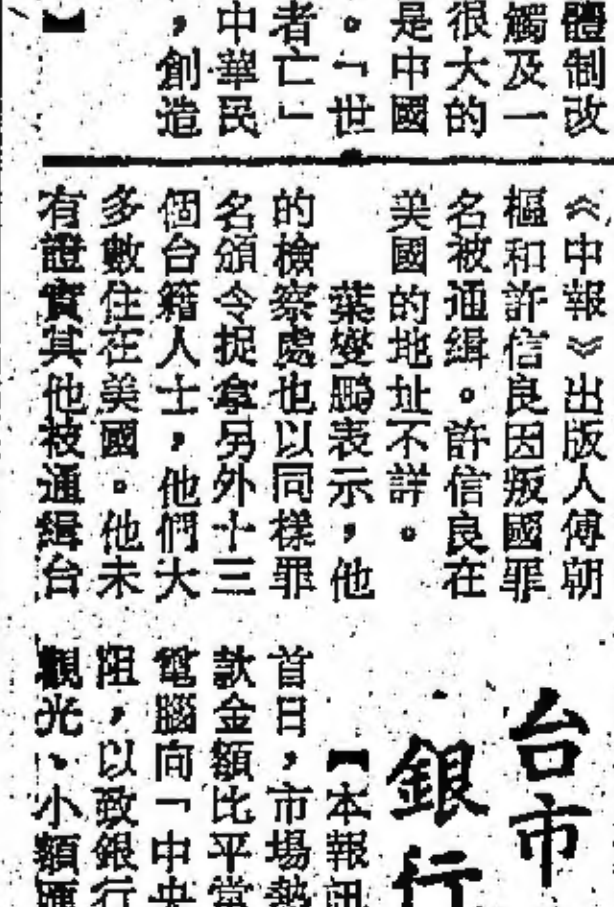 體制改
觸及一
很大的
是中國
。「世
者亡」
中華民
，創造
】
《中報》出版人傅朝
樞和許信良因叛國罪
名被通緝。許信良在
美國的地址不詳。
葉燮鵬表示，他
的檢察處也以同樣罪
名頒令捉拿另外十三
個台籍人士，他們大
多數住在美國。他未
有證實其他被通緝台
台市
銀行
【本報訊
首日，市場熱
款金額比平常
電腦向「中央
阻，以致銀行
觀光、小額匯